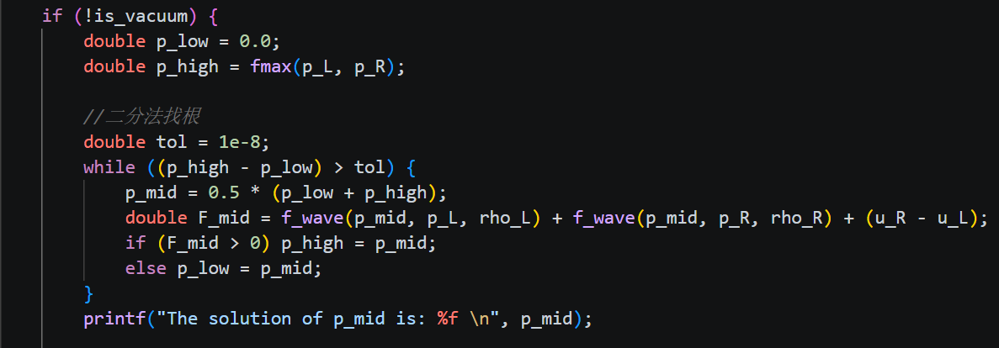 if (!is_vacuum) {
double p_low = 0.0;
double p_high = fmax(p_L, p_R);
//二分法找根
double tol = 1e-8;
while ((p_high - p_low) > tol) {
p_mid = 0.5 * (p_low + p_high);
double F_mid = f_wave(p_mid, p_L, rho_L) + f_wave(p_mid, p_R, rho_R) + (u_R - u_L);
if (F_mid > 0) p_high = p_mid;
else p_low = p_mid;
}
printf("The solution of p_mid is: %f \n", p_mid);